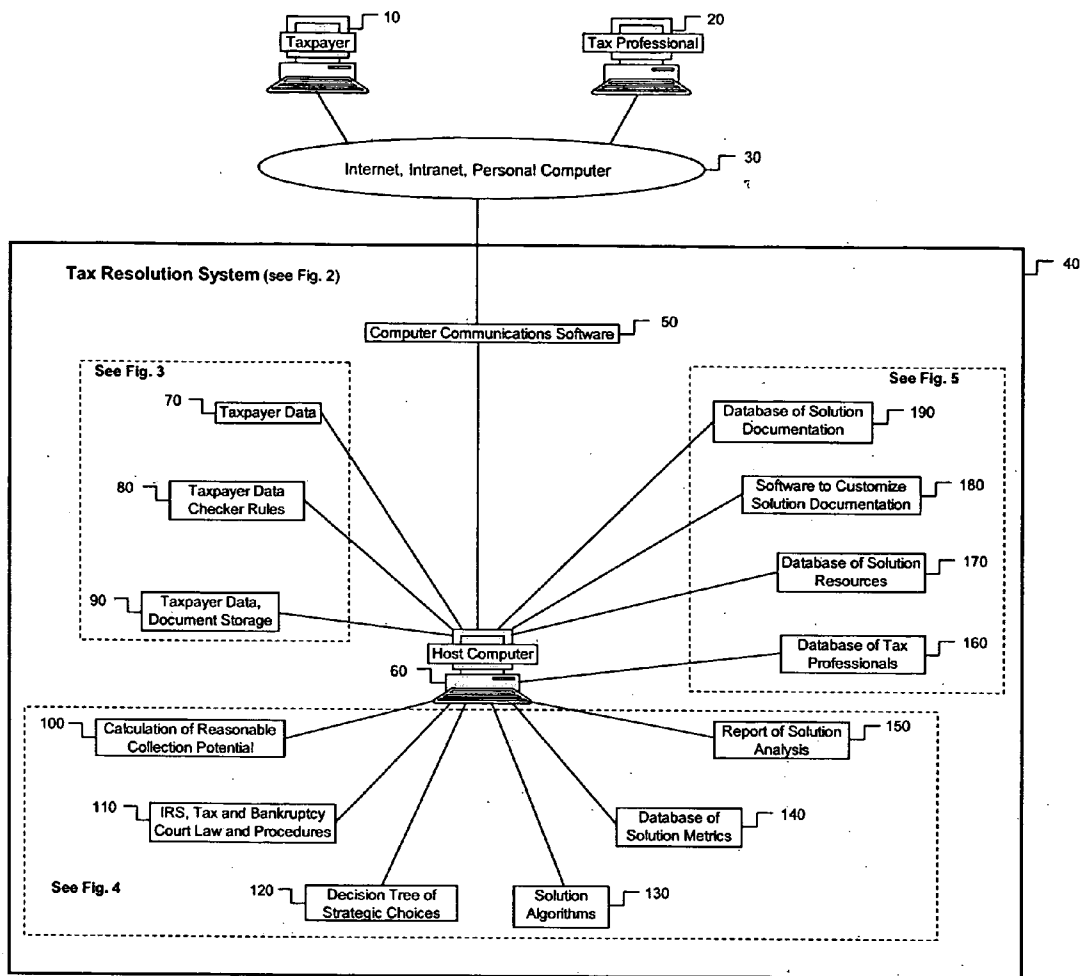 10
Taxpayer
20
Tax Professional
Internet, Intranet, Personal Computer
30
40
Tax Resolution System (see Fig. 2)
Computer Communications Software
50
See Fig. 3
70
Taxpayer Data
80
Taxpayer Data
Checker Rules
90
Taxpayer Data,
Document Storage
See Fig. 5
Database of Solution
Documentation
190
Software to Customize
Solution Documentation
180
Database of Solution
Resources
170
Database of Tax
Professionals
160
Host Computer
60
100
Calculation of Reasonable
Collection Potential
110
IRS, Tax and Bankruptcy
Court Law and Procedures
See Fig. 4
120
Decision Tree of
Strategic Choices
Solution
Algorithms
130
Database of
Solution Metrics
140
Report of Solution
Analysis
150